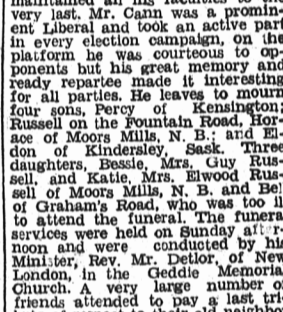 maintained all his faculties to the
very last. Mr. Cann was a promin
ent Liberal and took an active part
in every election campaign, on the
platform he was courteous to op-
ponents but his great memory and
ready repartee made it interesting
for all parties. He leaves to mourn
four sons, Percy of Kensington;
Russell on the Fountain Road, Hor-
ace of Moors Mills, N. B.; and El-
don of Kindersley, Sask. Three
daughters, Bessie, Mrs. Guy Rus-
sell, and Katie, Mrs. Elwood Rus-
sell of Moors Mills, N. B. and Bel
of Graham's Road, who was too il
to attend the funeral. The funera
services were held on Sunday after-
noon and were conducted by his
Minister, Rev. Mr. Detlor, of New
London, in the Geddie Memoria
Church. A very large number o
friends attended to pay a last tri-